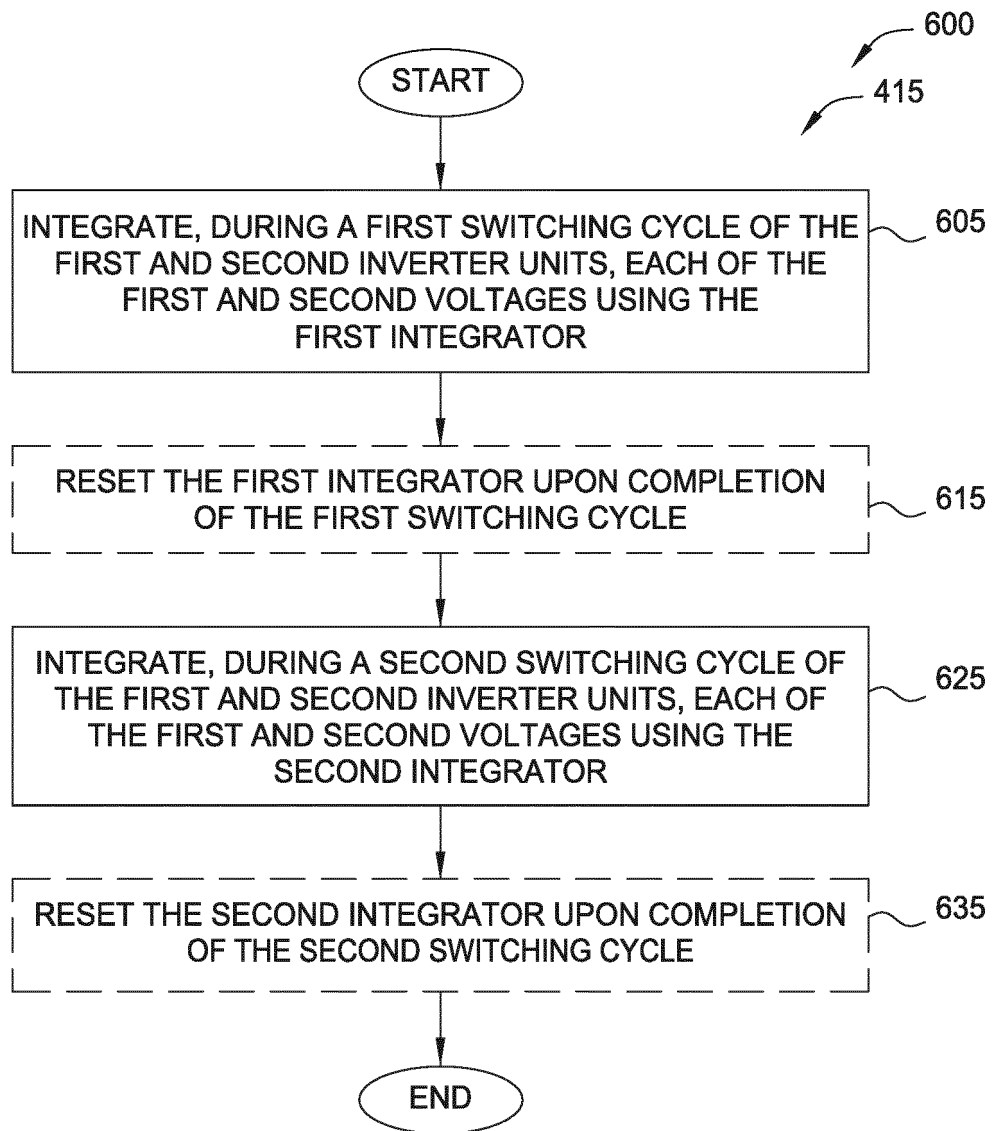 600
START
415
INTEGRATE, DURING A FIRST SWITCHING CYCLE OF THE
FIRST AND SECOND INVERTER UNITS, EACH OF THE
FIRST AND SECOND VOLTAGES USING THE
FIRST INTEGRATOR
605
RESET THE FIRST INTEGRATOR UPON COMPLETION
OF THE FIRST SWITCHING CYCLE
615
INTEGRATE, DURING A SECOND SWITCHING CYCLE OF
THE FIRST AND SECOND INVERTER UNITS, EACH OF
THE FIRST AND SECOND VOLTAGES USING THE
SECOND INTEGRATOR
625
RESET THE SECOND INTEGRATOR UPON COMPLETION
OF THE SECOND SWITCHING CYCLE
635
END